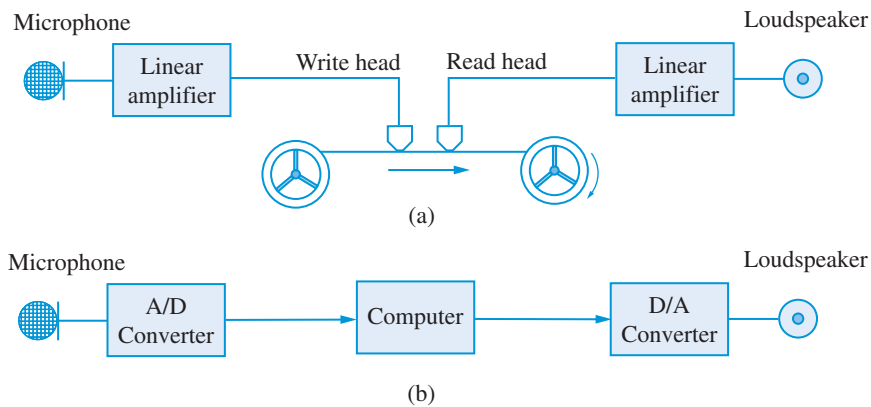 Microphone
Loudspeaker
Linear
amplifier
Write head
Read head
Linear
amplifier
(a)
Microphone
Loudspeaker
A/D
Converter
Computer
D/A
Converter
(b)